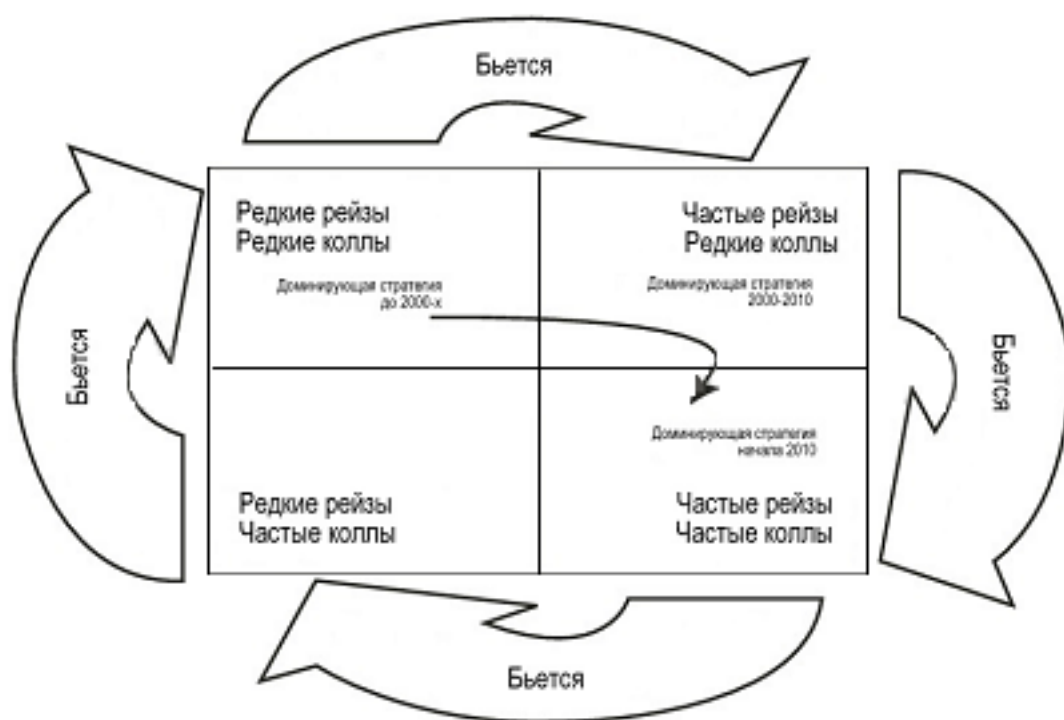 Бьется
Редкие рейзы
Редкие коллы
Доминирующая стратегия
до 2000-х
Частые рейзы
Редкие коллы
Доминирующая стратегия
2000-2010
Бьется
Бьется
Доминирующая стратегия
начала 2010
Редкие рейзы
Частые коллы
Частые рейзы
Частые коллы
Бьется